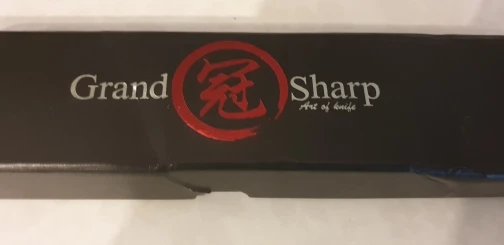 Grand 冠 Sharp
Art of knife